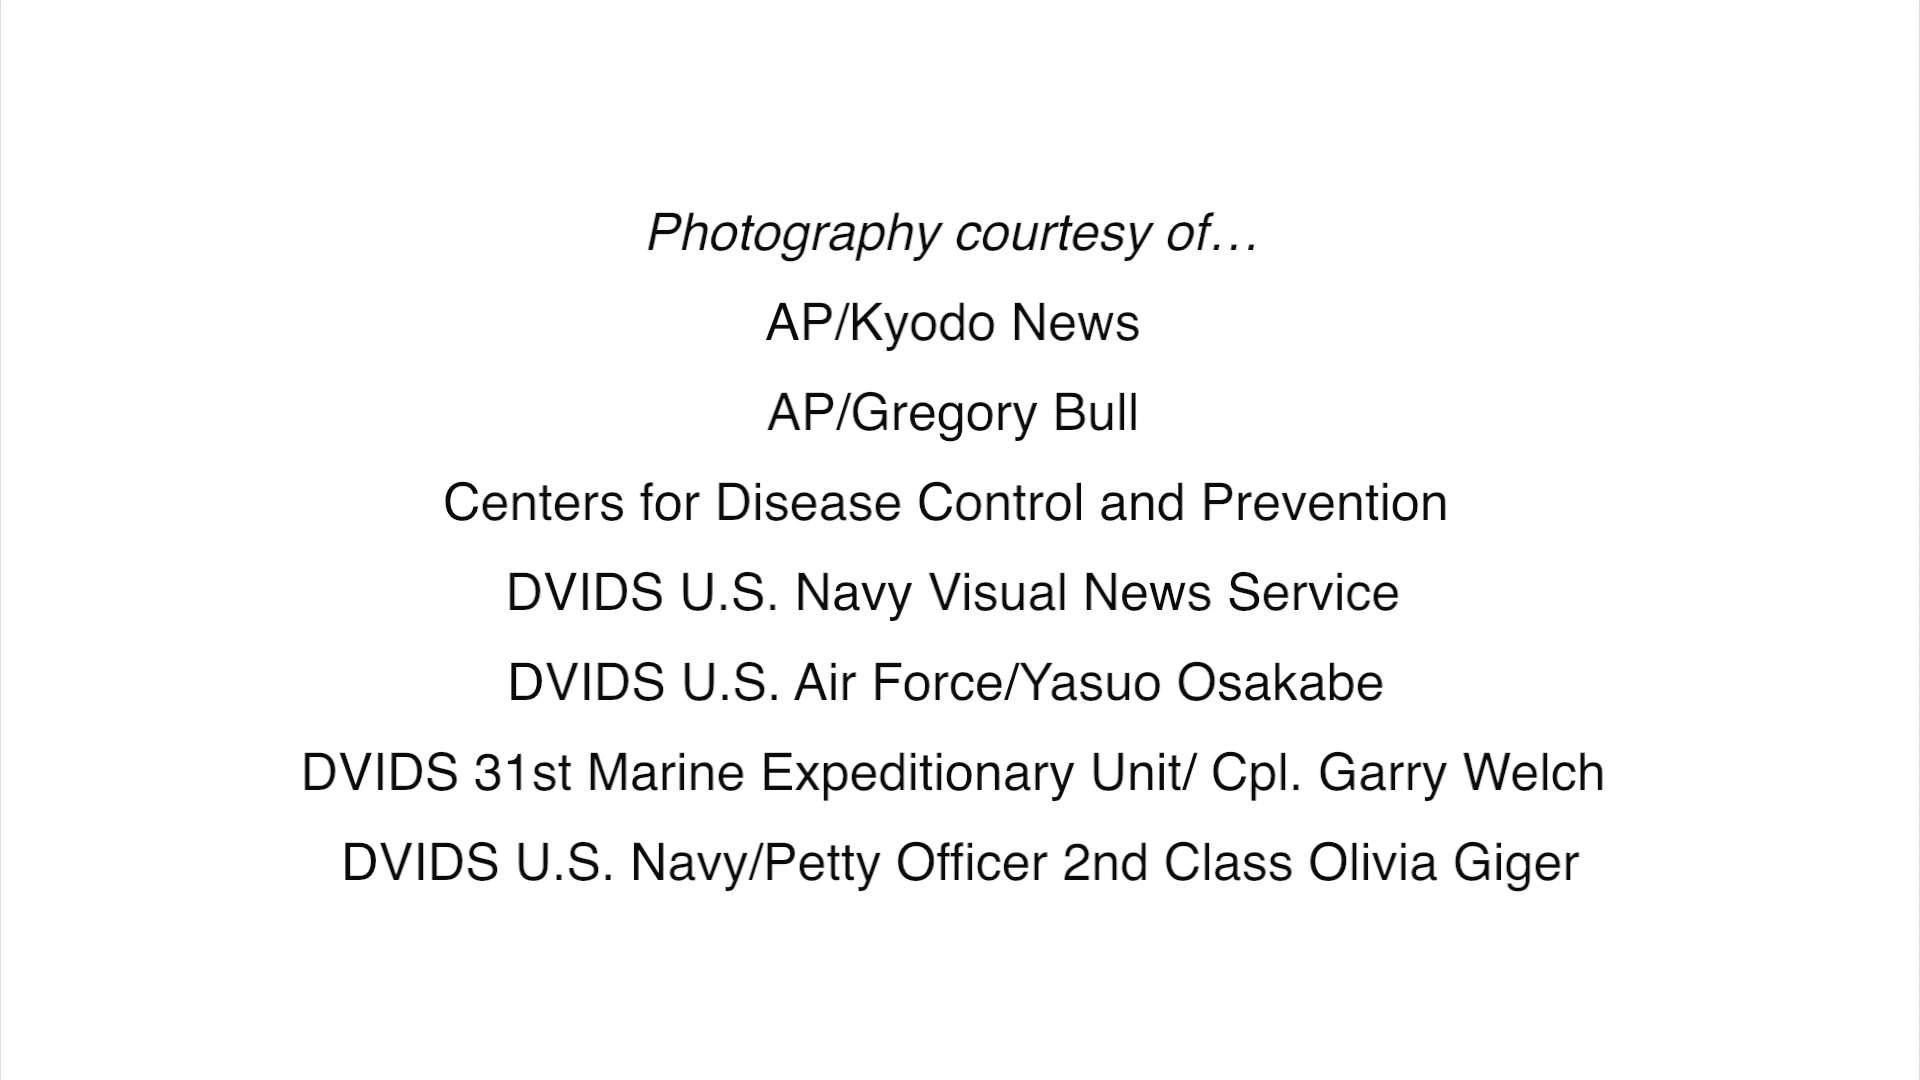 Photography courtesy of…
AP/Kyodo News
AP/Gregory Bull
Centers for Disease Control and Prevention
DVIDS U.S. Navy Visual News Service
DVIDS U.S. Air Force/Yasuo Osakabe
DVIDS 31st Marine Expeditionary Unit/ Cpl. Garry Welch
DVIDS U.S. Navy/Petty Officer 2nd Class Olivia Giger